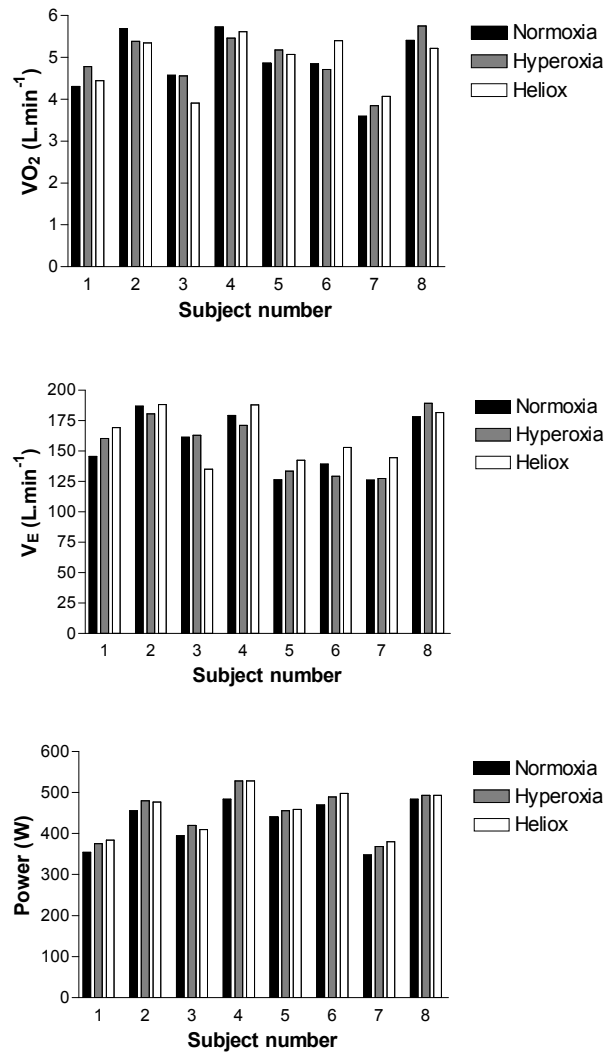 6
5
4
3
2
1
0
VO₂ (L.min⁻¹)
1 2 3 4 5 6 7 8
Subject number
Normoxia
Hyperoxia
Heliox
200
175
150
125
100
75
50
25
0
V_E (L.min⁻¹)
1 2 3 4 5 6 7 8
Subject number
Normoxia
Hyperoxia
Heliox
600
500
400
300
200
100
0
Power (W)
1 2 3 4 5 6 7 8
Subject number
Normoxia
Hyperoxia
Heliox